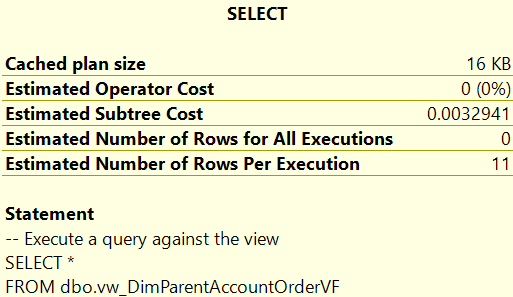 SELECT
Cached plan size 16 KB
Estimated Operator Cost 0 (0%)
Estimated Subtree Cost 0.0032941
Estimated Number of Rows for All Executions 0
Estimated Number of Rows Per Execution 11
Statement
-- Execute a query against the view
SELECT *
FROM dbo.vw_DimParentAccountOrderVF